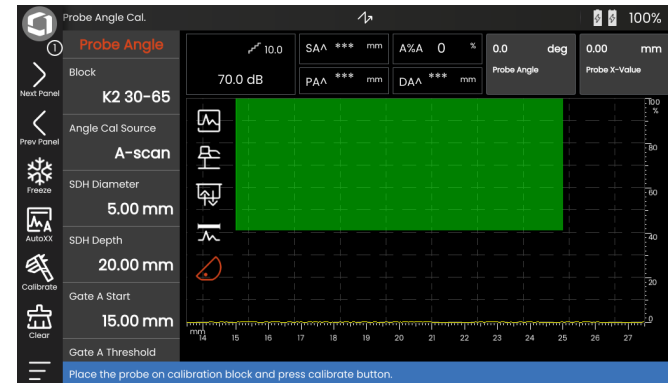 Probe Angle Cal.
100%
1
Probe Angle
Next Panel
Prev Panel
Freeze
AutoXX
Calibrate
Clear
Block
K2 30-65
Angle Cal Source
A-scan
SDH Diameter
5.00 mm
SDH Depth
20.00 mm
Gate A Start
15.00 mm
Gate A Threshold
10.0
70.0 dB
SA^ *** mm
PA^ *** mm
A%A 0 %
DA^ *** mm
0.0 deg
Probe Angle
0.00 mm
Probe X-Value
100
%
80
60
40
20
0
mm
14 15 16 17 18 19 20 21 22 23 24 25 26 27
Place the probe on calibration block and press calibrate button.